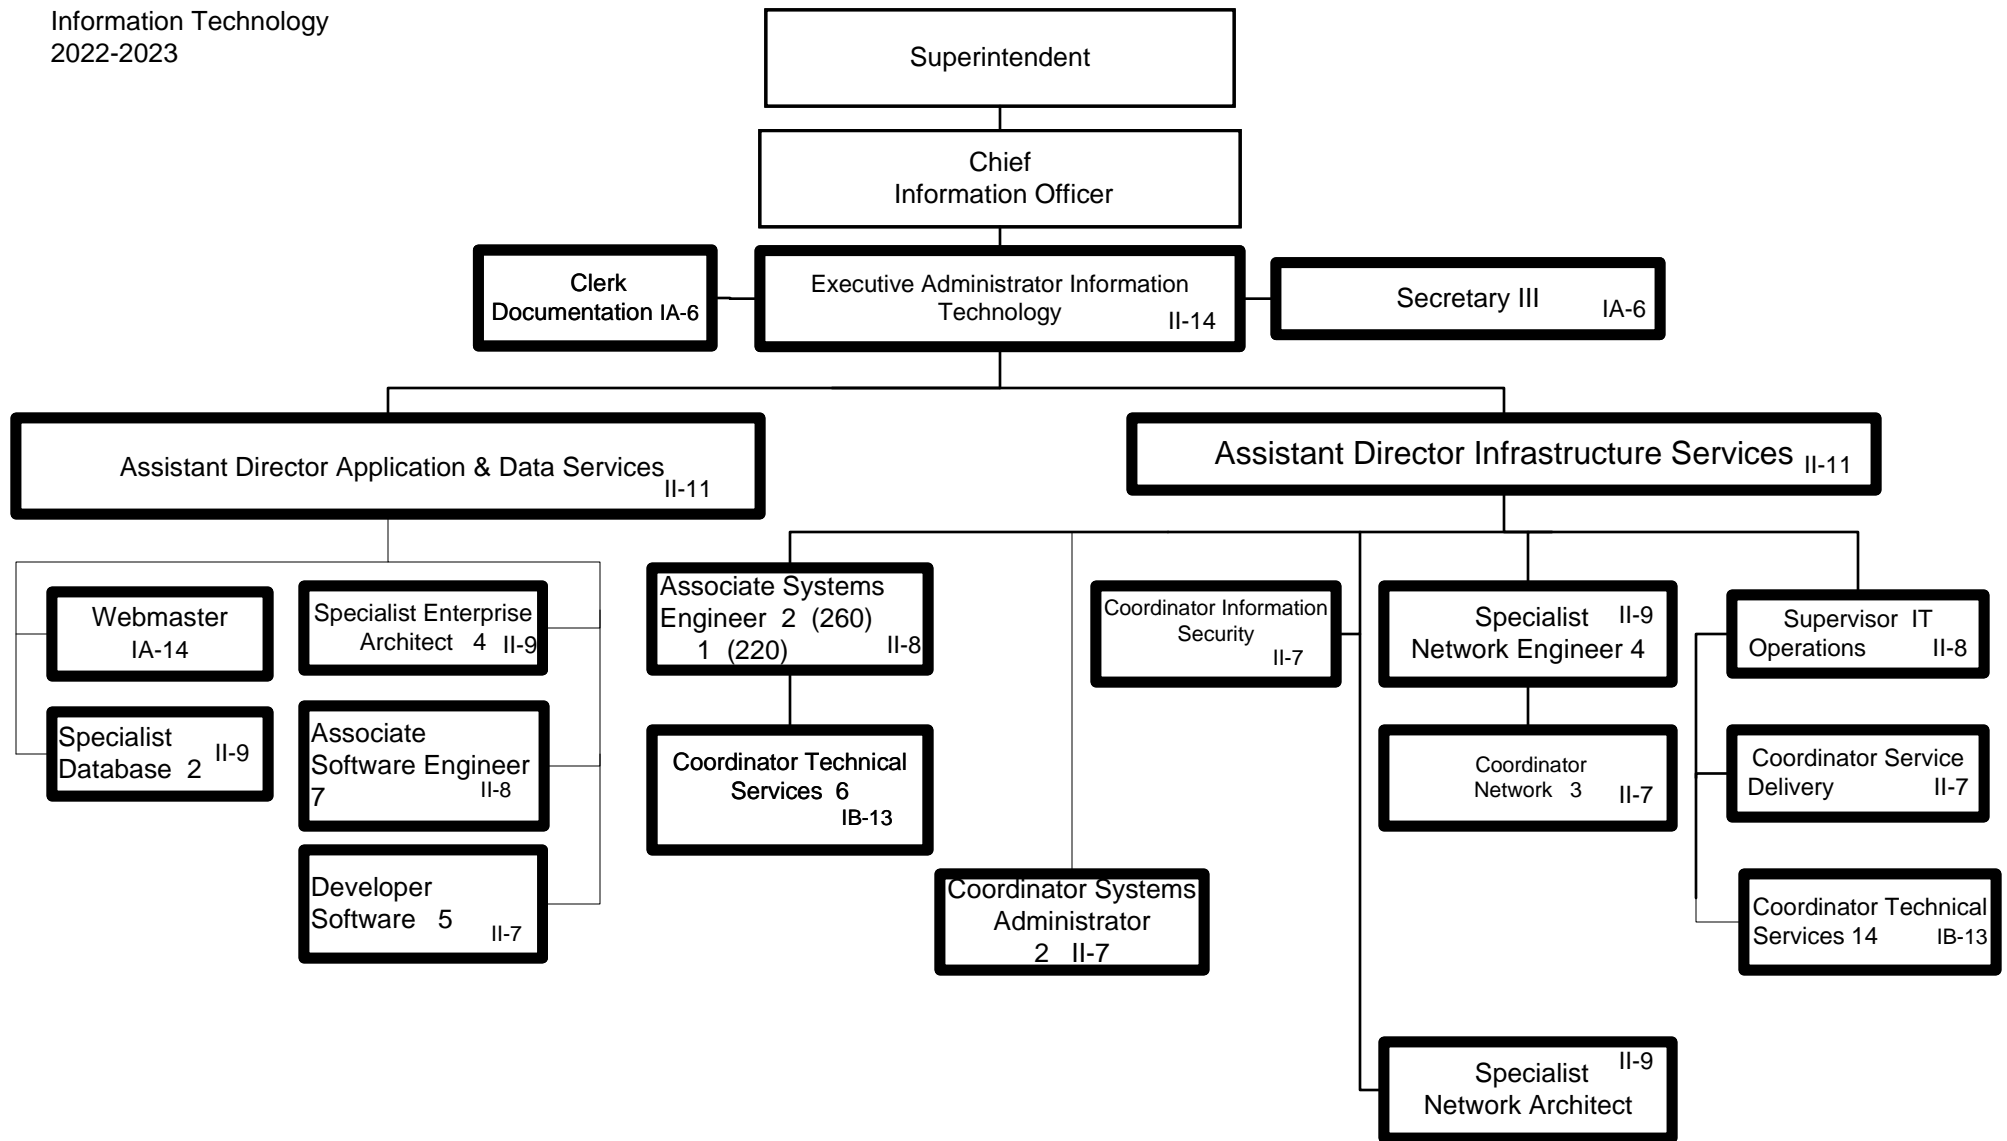 Information Technology
2022-2023
Superintendent
Chief
Information Officer
Clerk
Documentation IA-6
Executive Administrator Information
Technology
II-14
Secretary III
IA-6
Assistant Director Application & Data Services
II-11
Assistant Director Infrastructure Services
II-11
Webmaster
IA-14
Specialist
Database 2
II-9
Specialist Enterprise
Architect 4 II-9
Associate
Software Engineer
7
II-8
Developer
Software 5
II-7
Associate Systems
Engineer 2 (260)
1 (220)
II-8
Coordinator Technical
Services 6
IB-13
Coordinator Systems
Administrator
2 II-7
Coordinator Information
Security
II-7
Specialist II-9
Network Engineer 4
Coordinator
Network 3
II-7
Specialist
II-9
Network Architect
Supervisor IT
Operations II-8
Coordinator Service
Delivery II-7
Coordinator Technical
Services 14 IB-13